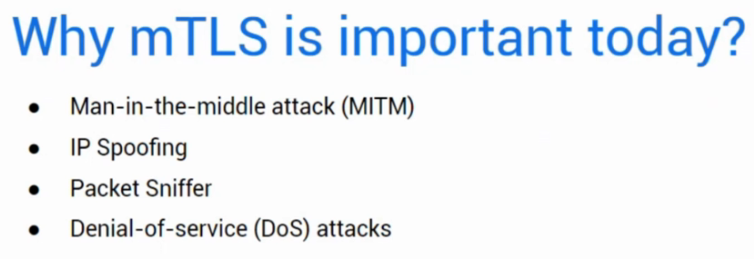 Why mTLS is important today?
● Man-in-the-middle attack (MITM)
● IP Spoofing
● Packet Sniffer
● Denial-of-service (DoS) attacks